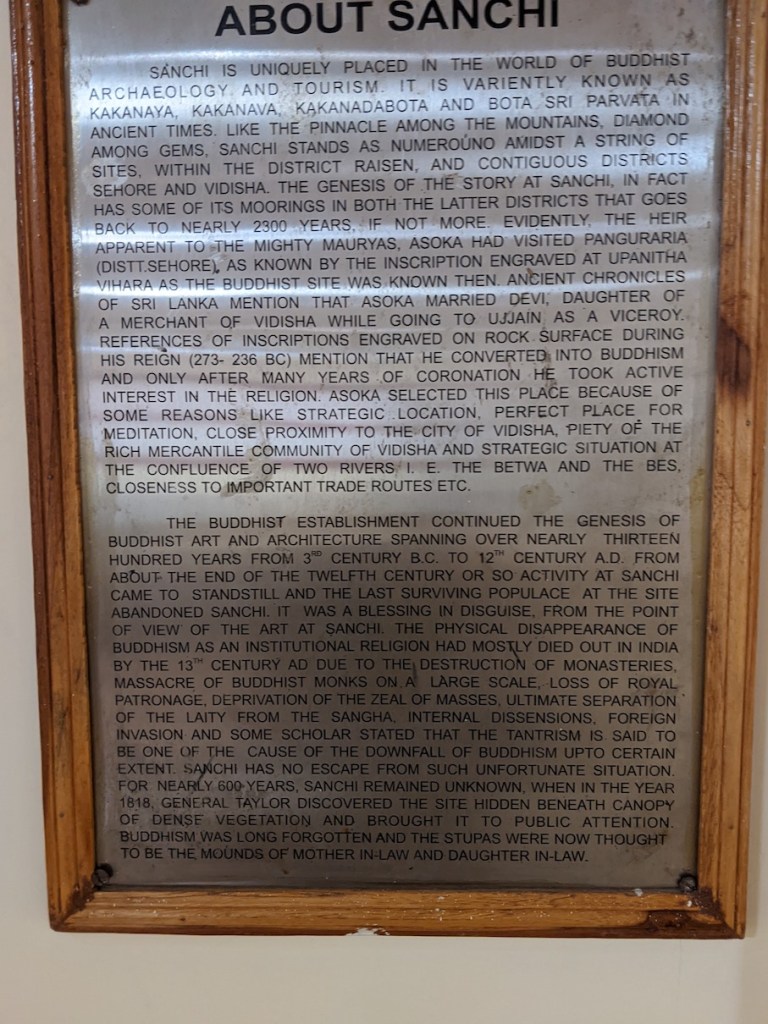 ABOUT SANCHI
SANCHI IS UNIQUELY PLACED IN THE WORLD OF BUDDHIST
ARCHAEOLOGY AND TOURISM. IT IS VARIENTLY KNOWN AS
KAKANAYA, KAKANAVA, KAKANADABOTA AND BOTA SRI PARVATA IN
ANCIENT TIMES. LIKE THE PINNACLE AMONG THE MOUNTAINS, DIAMOND
AMONG GEMS, SANCHI STANDS AS NUMEROUNO AMIDST A STRING OF
SITES, WITHIN THE DISTRICT RAISEN, AND CONTIGUOUS DISTRICTS
SEHORE AND VIDISHA. THE GENESIS OF THE STORY AT SANCHI, IN FACT
HAS SOME OF ITS MOORINGS IN BOTH THE LATTER DISTRICTS THAT GOES
BACK TO NEARLY 2300 YEARS, IF NOT MORE. EVIDENTLY, THE HEIR
APPARENT TO THE MIGHTY MAURYAS, ASOKA HAD VISITED PANGURARIA
(DISTT.SEHORE), AS KNOWN BY THE INSCRIPTION ENGRAVED AT UPANITHA
VIHARA AS THE BUDDHIST SITE WAS KNOWN THEN. ANCIENT CHRONICLES
OF SRI LANKA MENTION THAT ASOKA MARRIED DEVI, DAUGHTER OF
A MERCHANT OF VIDISHA WHILE GOING TO UJJAIN AS A VICEROY.
REFERENCES OF INSCRIPTIONS ENGRAVED ON ROCK SURFACE DURING
HIS REIGN (273- 236 BC) MENTION THAT HE CONVERTED INTO BUDDHISM
AND ONLY AFTER MANY YEARS OF CORONATION HE TOOK ACTIVE
INTEREST IN THE RELIGION. ASOKA SELECTED THIS PLACE BECAUSE OF
SOME REASONS LIKE STRATEGIC LOCATION, PERFECT PLACE FOR
MEDITATION, CLOSE PROXIMITY TO THE CITY OF VIDISHA, PIETY OF THE
RICH MERCANTILE COMMUNITY OF VIDISHA AND STRATEGIC SITUATION AT
THE CONFLUENCE OF TWO RIVERS, I. E. THE BETWA AND THE BES,
CLOSENESS TO IMPORTANT TRADE ROUTES ETC.
THE BUDDHIST ESTABLISHMENT CONTINUED THE GENESIS OF
BUDDHIST ART AND ARCHITECTURE SPANNING OVER NEARLY THIRTEEN
HUNDRED YEARS FROM 3RD CENTURY B.C. TO 12TH CENTURY A.D. FROM
ABOUT THE END OF THE TWELFTH CENTURY OR SO ACTIVITY AT SANCHI
CAME TO STANDSTILL AND THE LAST SURVIVING POPULACE AT THE SITE
ABANDONED SANCHI. IT WAS A BLESSING IN DISGUISE, FROM THE POINT
OF VIEW OF THE ART AT SANCHI. THE PHYSICAL DISAPPEARANCE OF
BUDDHISM AS AN INSTITUTIONAL RELIGION HAD MOSTLY DIED OUT IN INDIA
BY THE 13TH CENTURY AD DUE TO THE DESTRUCTION OF MONASTERIES,
MASSACRE OF BUDDHIST MONKS ON A LARGE SCALE, LOSS OF ROYAL
PATRONAGE, DEPRIVATION OF THE ZEAL OF MASSES, ULTIMATE SEPARATION
OF THE LAITY FROM THE SANGHA, INTERNAL DISSENSIONS, FOREIGN
INVASION AND SOME SCHOLAR STATED THAT THE TANTRISM IS SAID TO
BE ONE OF THE CAUSE OF THE DOWNFALL OF BUDDHISM UPTO CERTAIN
EXTENT. SANCHI HAS NO ESCAPE FROM SUCH UNFORTUNATE SITUATION.
FOR NEARLY 600 YEARS, SANCHI REMAINED UNKNOWN, WHEN IN THE YEAR
1818, GENERAL TAYLOR DISCOVERED THE SITE HIDDEN BENEATH CANOPY
OF DENSE VEGETATION AND BROUGHT IT TO PUBLIC ATTENTION.
BUDDHISM WAS LONG FORGOTTEN AND THE STUPAS WERE NOW THOUGHT
TO BE THE MOUNDS OF MOTHER IN-LAW AND DAUGHTER IN-LAW.